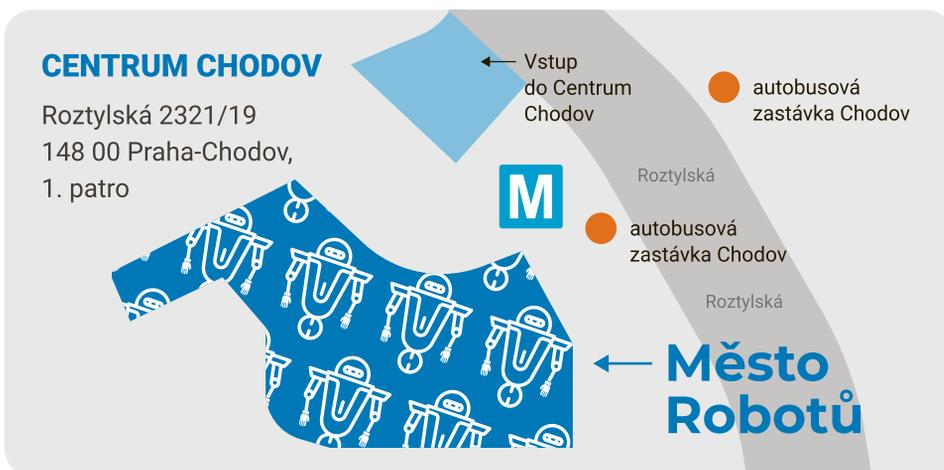 CENTRUM CHODOV
Roztylská 2321/19
148 00 Praha-Chodov,
1. patro
Vstup
do Centrum
Chodov
autobusová
zastávka Chodov
Roztylská
M
autobusová
zastávka Chodov
Roztylská
Město
Robotů